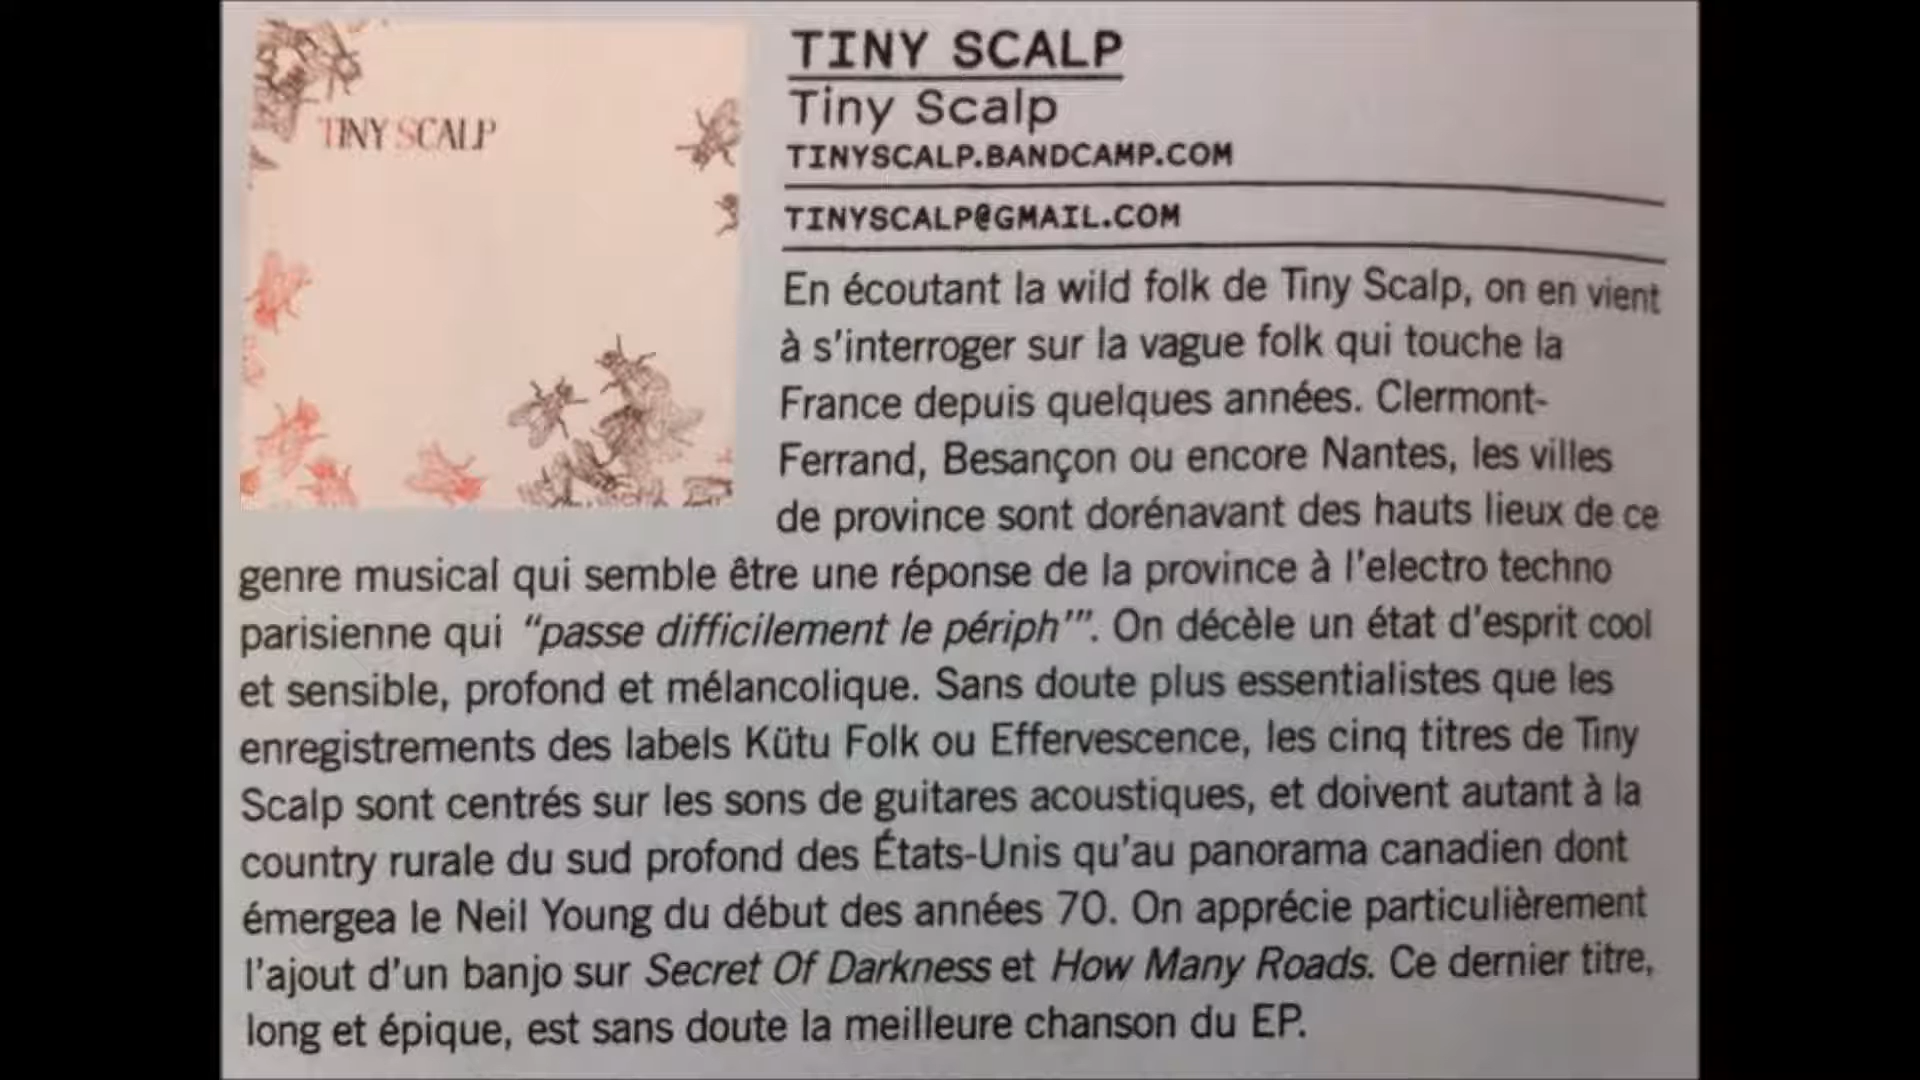 TINY SCALP
TINY SCALP
Tiny Scalp
TINYSCALP.BANDCAMP.COM
TINYSCALP@GMAIL.COM
En écoutant la wild folk de Tiny Scalp, on en vient
à s'interroger sur la vague folk qui touche la
France depuis quelques années. Clermont-
Ferrand, Besançon ou encore Nantes, les villes
de province sont dorénavant des hauts lieux de ce
genre musical qui semble être une réponse de la province à l'electro techno
parisienne qui "passe difficilement le périph'". On décèle un état d'esprit cool
et sensible, profond et mélancolique. Sans doute plus essentialistes que les
enregistrements des labels Kütu Folk ou Effervescence, les cinq titres de Tiny
Scalp sont centrés sur les sons de guitares acoustiques, et doivent autant à la
country rurale du sud profond des États-Unis qu'au panorama canadien dont
émergea le Neil Young du début des années 70. On apprécie particulièrement
l'ajout d'un banjo sur Secret Of Darkness et How Many Roads. Ce dernier titre,
long et épique, est sans doute la meilleure chanson du EP.